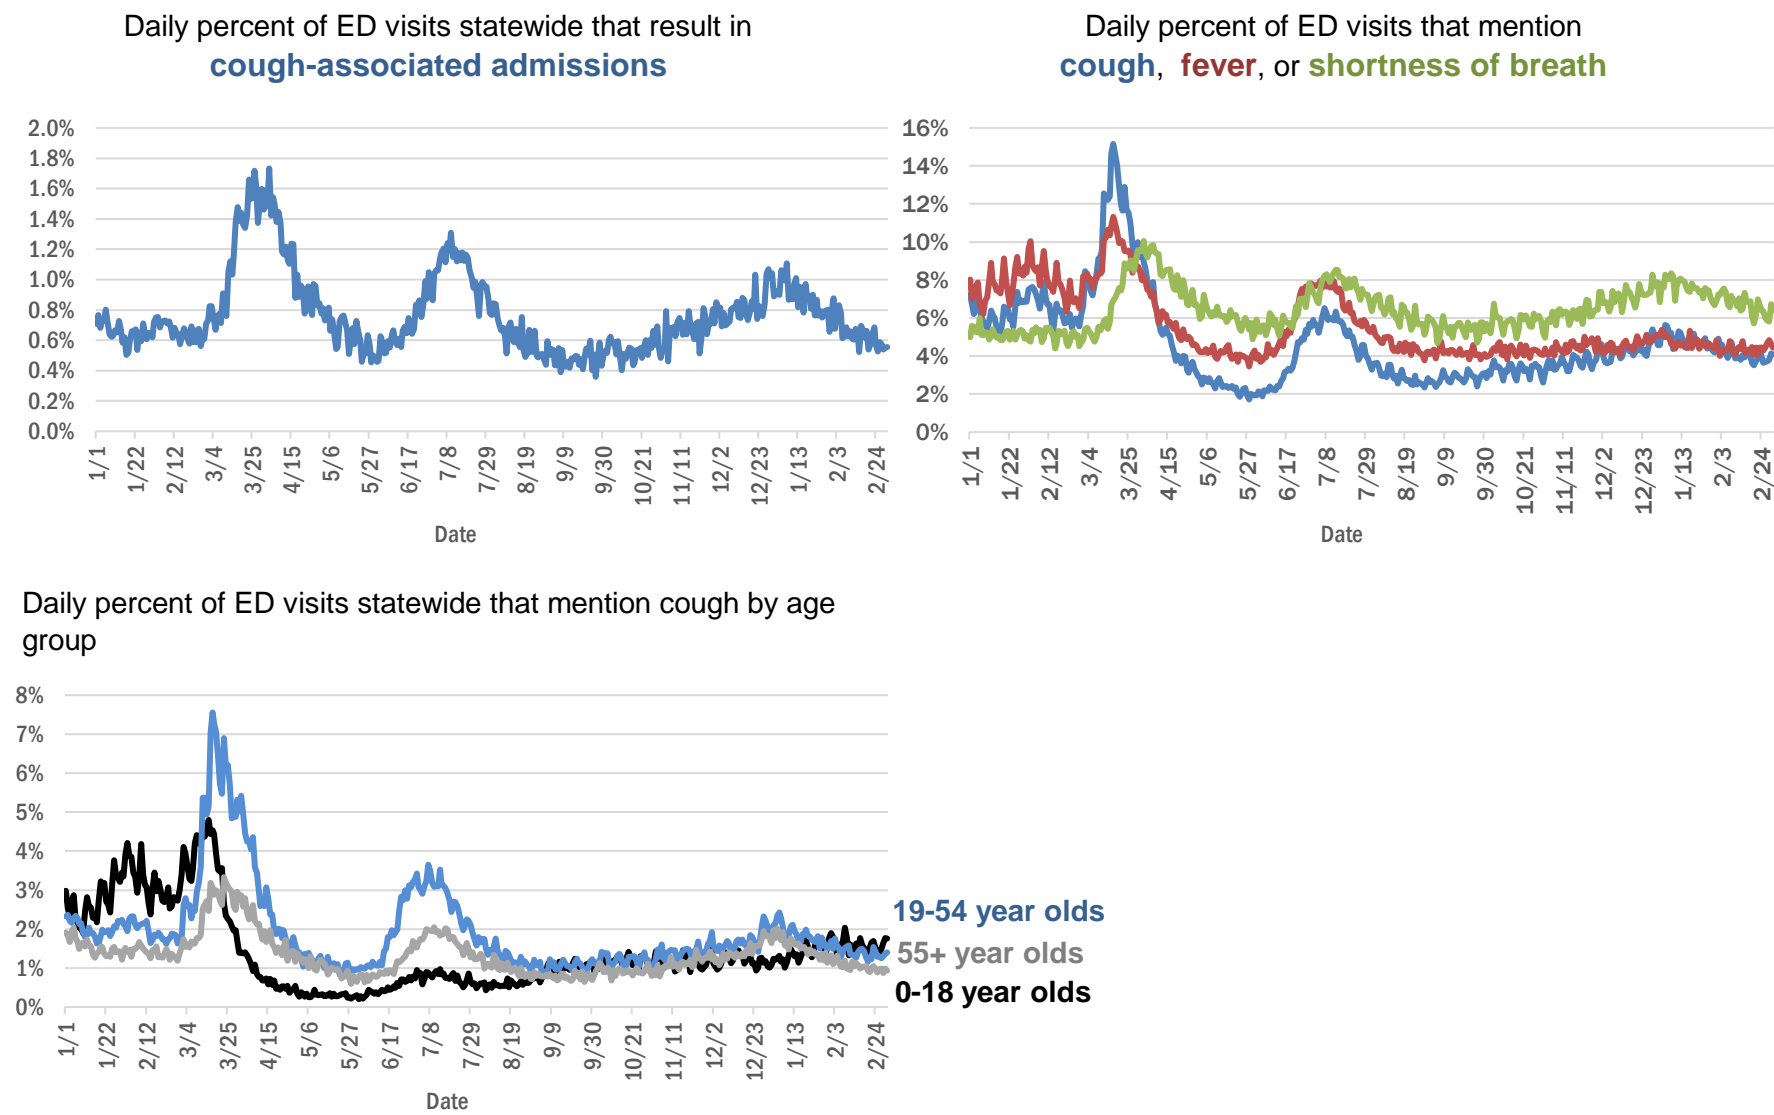 Daily percent of ED visits statewide that result in
cough-associated admissions
2.0%
1.8%
1.6%
1.4%
1.2%
1.0%
0.8%
0.6%
0.4%
0.2%
0.0%
1/1 1/22 2/12 3/4 3/25 4/15 5/6 5/27 6/17 7/8 7/29 8/19 9/9 9/30 10/21 11/11 12/2 12/23 1/13 2/3 2/24
Date
Daily percent of ED visits that mention
cough, fever, or shortness of breath
16%
14%
12%
10%
8%
6%
4%
2%
0%
1/1 1/22 2/12 3/4 3/25 4/15 5/6 5/27 6/17 7/8 7/29 8/19 9/9 9/30 10/21 11/11 12/2 12/23 1/13 2/3 2/24
Date
Daily percent of ED visits statewide that mention cough by age
group
8%
7%
6%
5%
4%
3%
2%
1%
0%
1/1 1/22 2/12 3/4 3/25 4/15 5/6 5/27 6/17 7/8 7/29 8/19 9/9 9/30 10/21 11/11 12/2 12/23 1/13 2/3 2/24
Date
19-54 year olds
55+ year olds
0-18 year olds